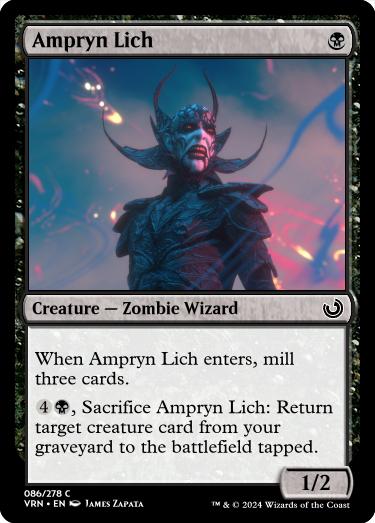 Ampryn Lich
Creature — Zombie Wizard
When Ampryn Lich enters, mill
three cards.
4, Sacrifice Ampryn Lich: Return
target creature card from your
graveyard to the battlefield tapped.
1/2
086/278 C
VRN • EN James Zapata
™ & © 2024 Wizards of the Coast